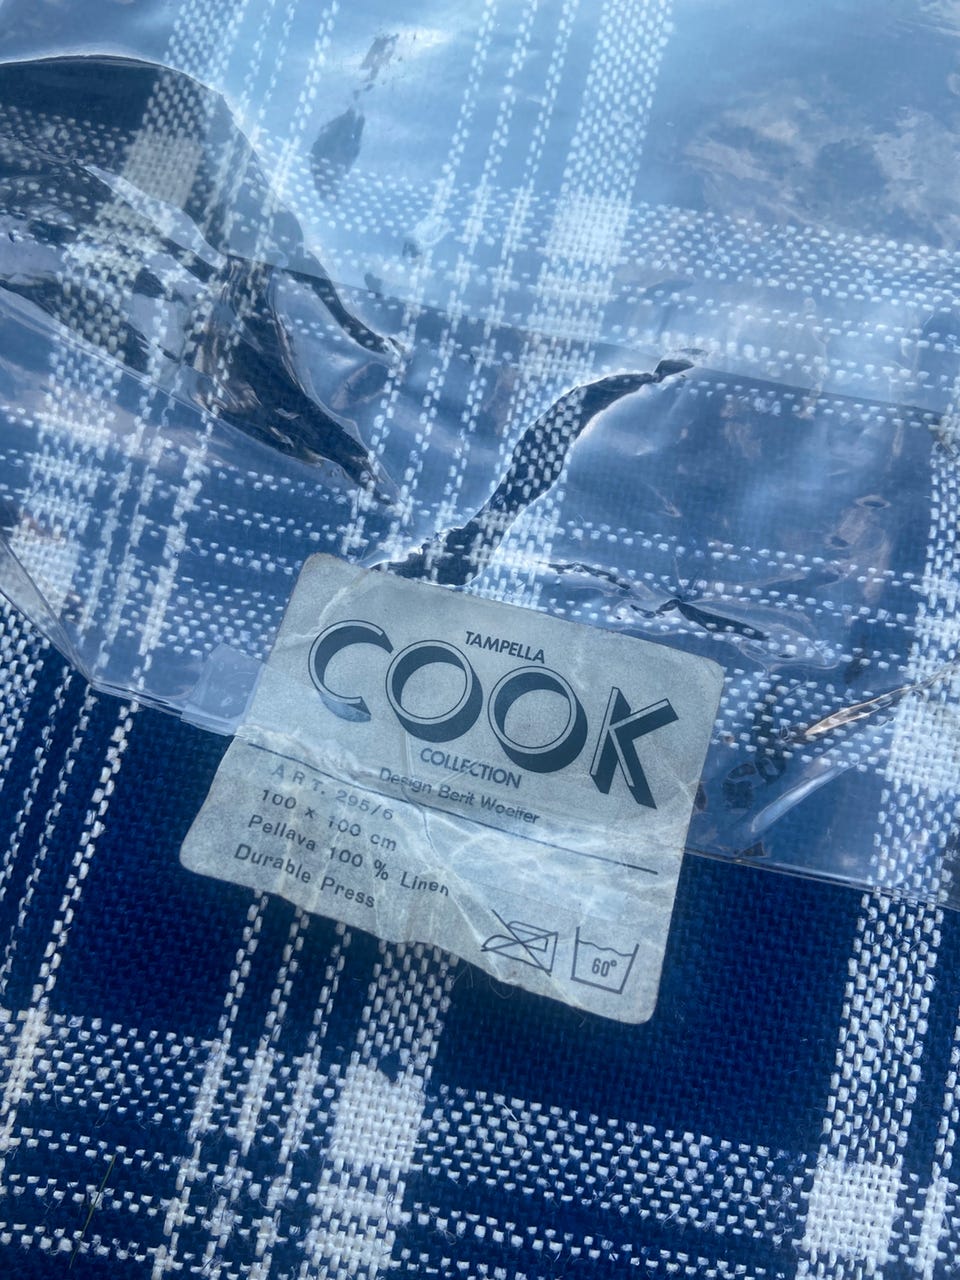 TAMPELLA
COOK
COLLECTION
Design Berit Woelfer
ART. 295/6
100 x 100 cm
Pellava 100 % Linen
Durable Press
60°